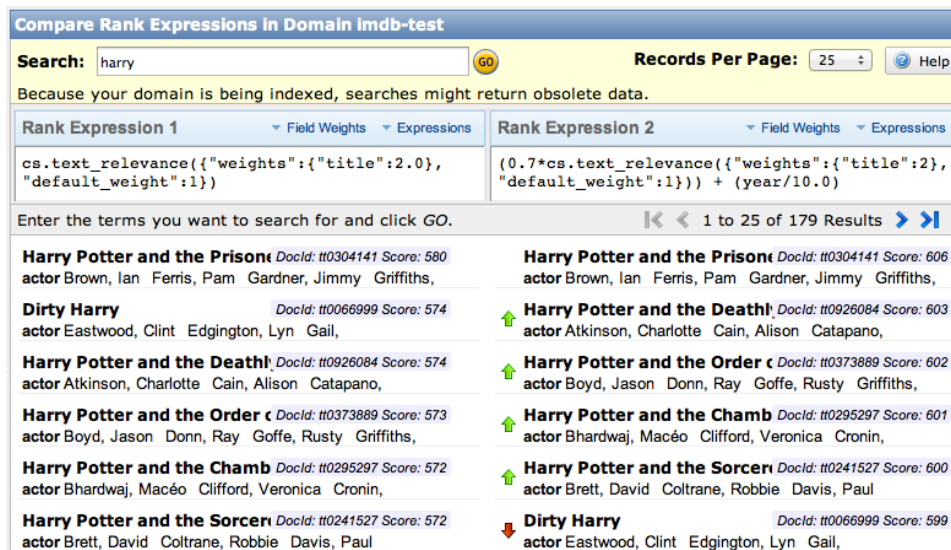 Compare Rank Expressions in Domain imdb-test
Search: harry GO Records Per Page: 25 Help
Because your domain is being indexed, searches might return obsolete data.
Rank Expression 1 Field Weights Expressions
cs.text_relevance({"weights":{"title":2.0},
"default_weight":1})
Rank Expression 2 Field Weights Expressions
(0.7*cs.text_relevance({"weights":{"title":2},
"default_weight":1})) + (year/10.0)
Enter the terms you want to search for and click GO. 1 to 25 of 179 Results
Harry Potter and the Prisone DocId: tt0304141 Score: 580
actor Brown, Ian Ferris, Pam Gardner, Jimmy Griffiths,
Dirty Harry DocId: tt0066999 Score: 574
actor Eastwood, Clint Edgington, Lyn Gail,
Harry Potter and the Deathl DocId: tt0926084 Score: 574
actor Atkinson, Charlotte Cain, Alison Catapano,
Harry Potter and the Order o DocId: tt0373889 Score: 573
actor Boyd, Jason Donn, Ray Goffe, Rusty Griffiths,
Harry Potter and the Chamb DocId: tt0295297 Score: 572
actor Bhardwaj, Macéo Clifford, Veronica Cronin,
Harry Potter and the Sorcere DocId: tt0241527 Score: 572
actor Brett, David Coltrane, Robbie Davis, Paul
Harry Potter and the Prisone DocId: tt0304141 Score: 606
actor Brown, Ian Ferris, Pam Gardner, Jimmy Griffiths,
Harry Potter and the Deathl DocId: tt0926084 Score: 603
actor Atkinson, Charlotte Cain, Alison Catapano,
Harry Potter and the Order o DocId: tt0373889 Score: 602
actor Boyd, Jason Donn, Ray Goffe, Rusty Griffiths,
Harry Potter and the Chamb DocId: tt0295297 Score: 601
actor Bhardwaj, Macéo Clifford, Veronica Cronin,
Harry Potter and the Sorcere DocId: tt0241527 Score: 600
actor Brett, David Coltrane, Robbie Davis, Paul
Dirty Harry DocId: tt0066999 Score: 599
actor Eastwood, Clint Edgington, Lyn Gail,